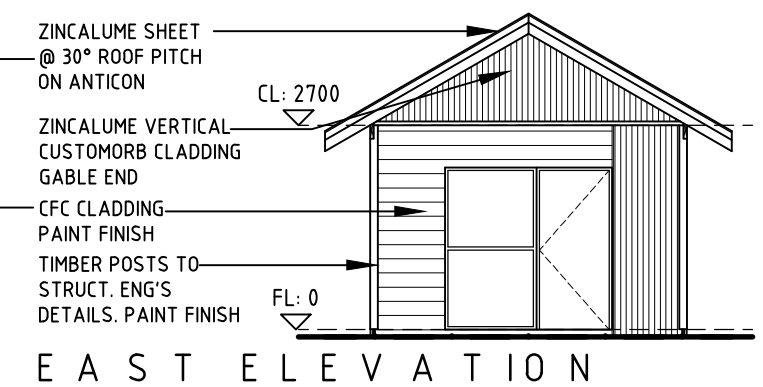 ZINCALUME SHEET
@ 30° ROOF PITCH
ON ANTICON
CL: 2700
ZINCALUME VERTICAL
CUSTOMORB CLADDING
GABLE END
CFC CLADDING
PAINT FINISH
TIMBER POSTS TO
STRUCT. ENG'S
DETAILS. PAINT FINISH
FL: 0
EAST ELEVATION